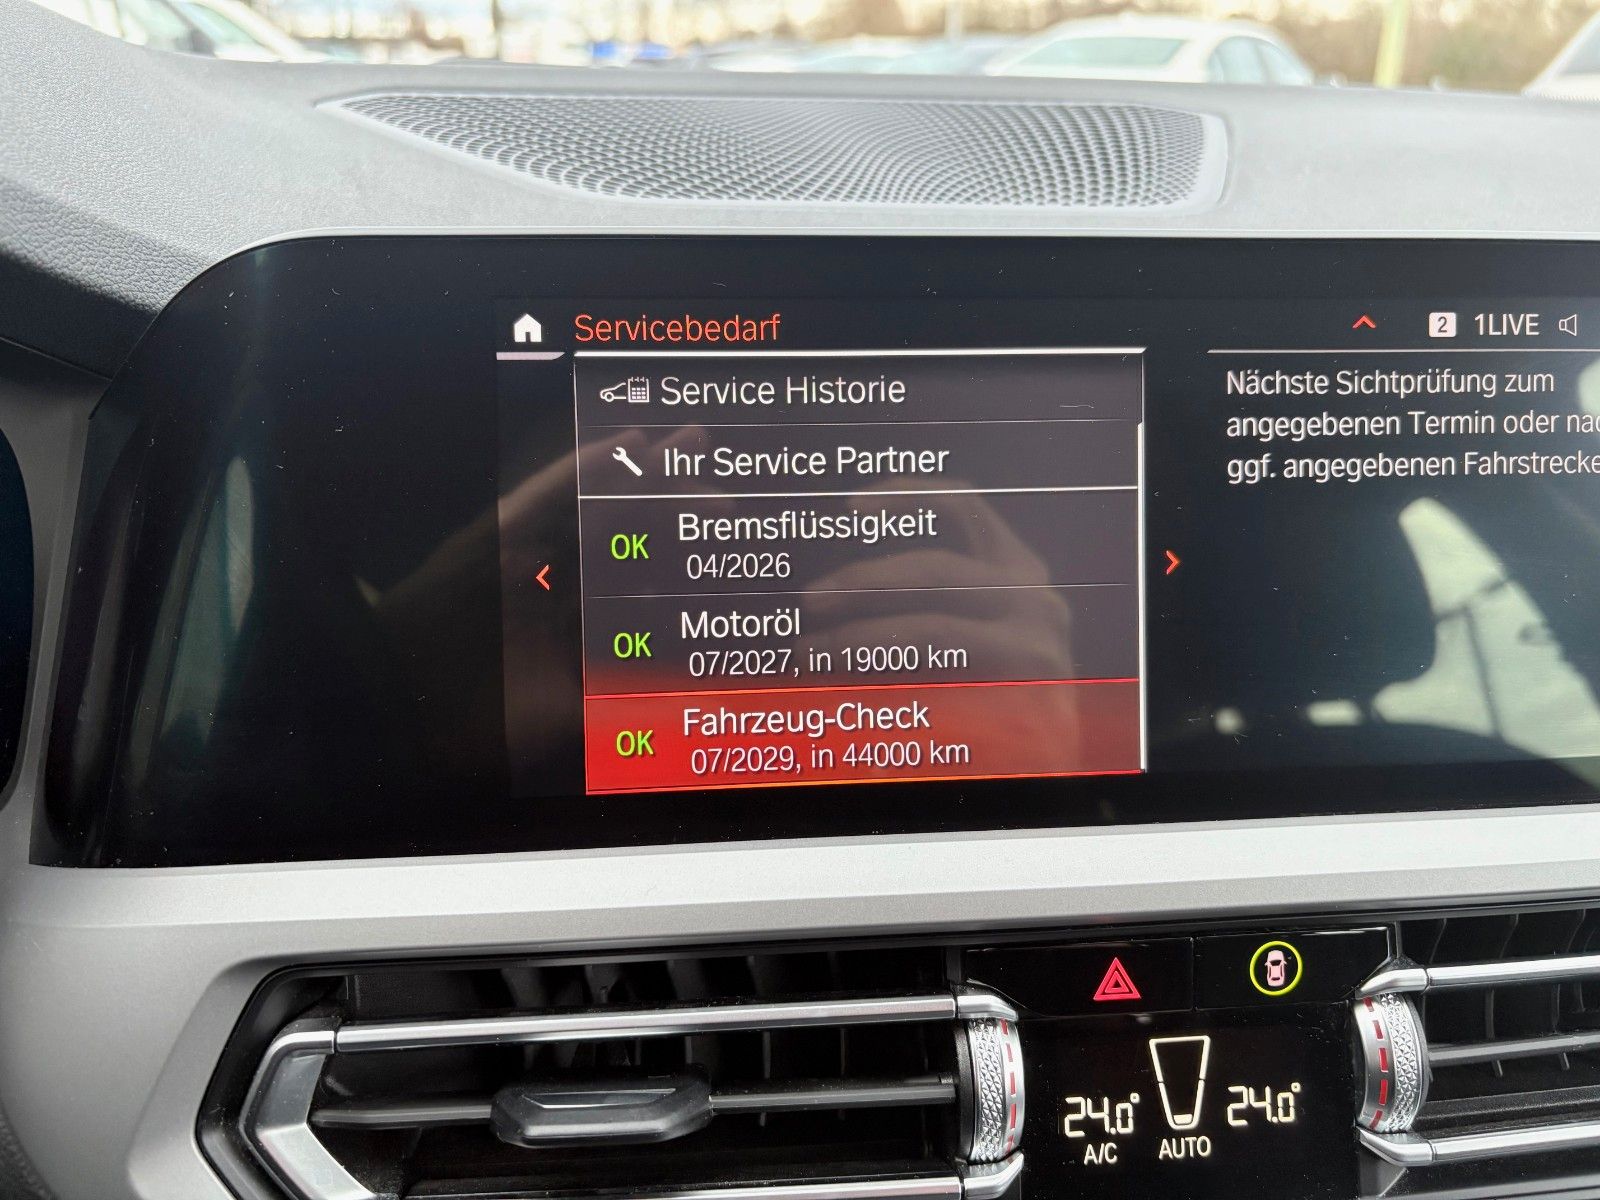 Servicebedarf
2 1LIVE
Service Historie
Ihr Service Partner
OK Bremsflüssigkeit
04/2026
OK Motoröl
07/2027, in 19000 km
OK Fahrzeug-Check
07/2029, in 44000 km
Nächste Sichtprüfung zum
angegebenen Termin oder
ggf. angegebenen Fahrstrecke
24.0° 24.0°
A/C AUTO